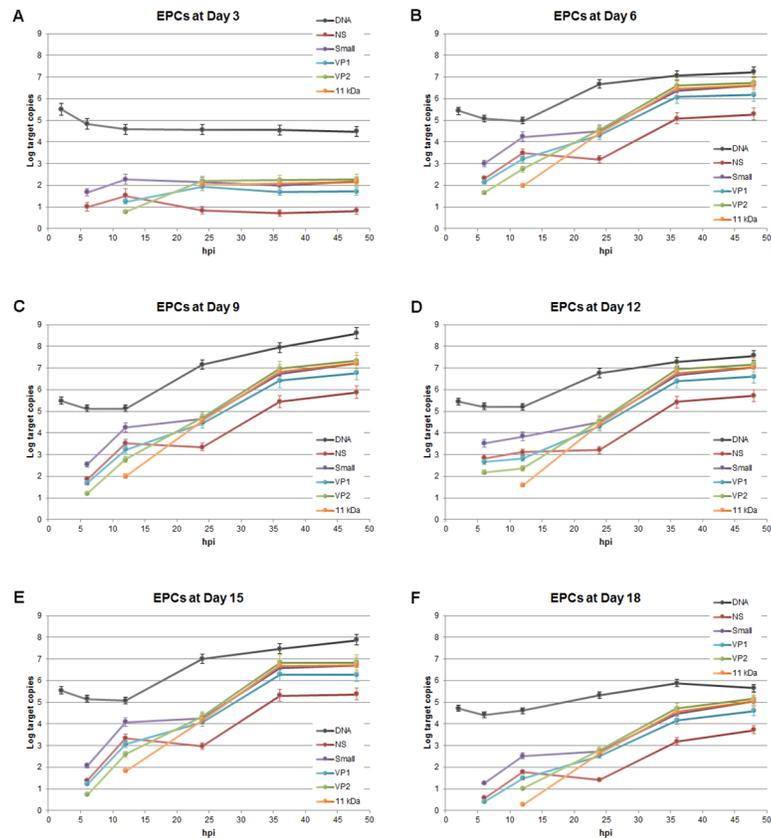 A
EPCs at Day 3
9
8
7
6
5
4
3
2
1
0
Log target copies
0 5 10 15 20 25 30 35 40 45 50
hpi
DNA
NS
Small
VP1
VP2
11 kDa
B
EPCs at Day 6
9
8
7
6
5
4
3
2
1
0
Log target copies
0 5 10 15 20 25 30 35 40 45 50
hpi
DNA
NS
Small
VP1
VP2
11 kDa
C
EPCs at Day 9
9
8
7
6
5
4
3
2
1
0
Log target copies
0 5 10 15 20 25 30 35 40 45 50
hpi
DNA
NS
Small
VP1
VP2
11 kDa
D
EPCs at Day 12
9
8
7
6
5
4
3
2
1
0
Log target copies
0 5 10 15 20 25 30 35 40 45 50
hpi
DNA
NS
Small
VP1
VP2
11 kDa
E
EPCs at Day 15
9
8
7
6
5
4
3
2
1
0
Log target copies
0 5 10 15 20 25 30 35 40 45 50
hpi
DNA
NS
Small
VP1
VP2
11 kDa
F
EPCs at Day 18
9
8
7
6
5
4
3
2
1
0
Log target copies
0 5 10 15 20 25 30 35 40 45 50
hpi
DNA
NS
Small
VP1
VP2
11 kDa